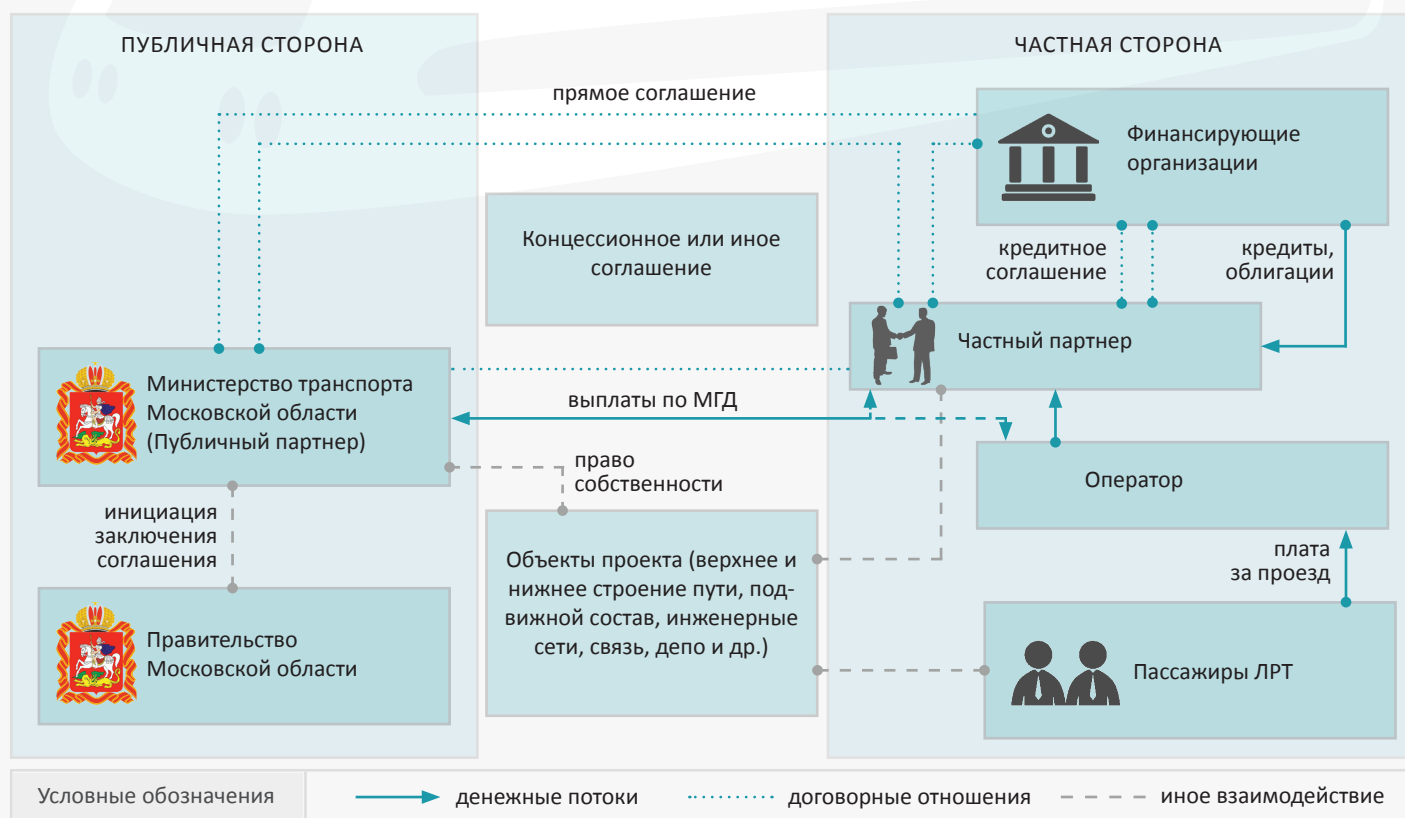 ПУБЛИЧНАЯ СТОРОНА
ЧАСТНАЯ СТОРОНА
прямое соглашение
Финансирующие
организации
Концессионное или иное
соглашение
кредитное
соглашение
кредиты,
облигации
Частный партнер
Министерство транспорта
Московской области
(Публичный партнер)
выплаты по МГД
право
собственности
Оператор
инициация
заключения
соглашения
плата
за проезд
Объекты проекта (верхнее и
нижнее строение пути, под-
вижной состав, инженерные
сети, связь, депо и др.)
Правительство
Московской области
Пассажиры ЛРТ
Условные обозначения
денежные потоки
договорные отношения
иное взаимодействие